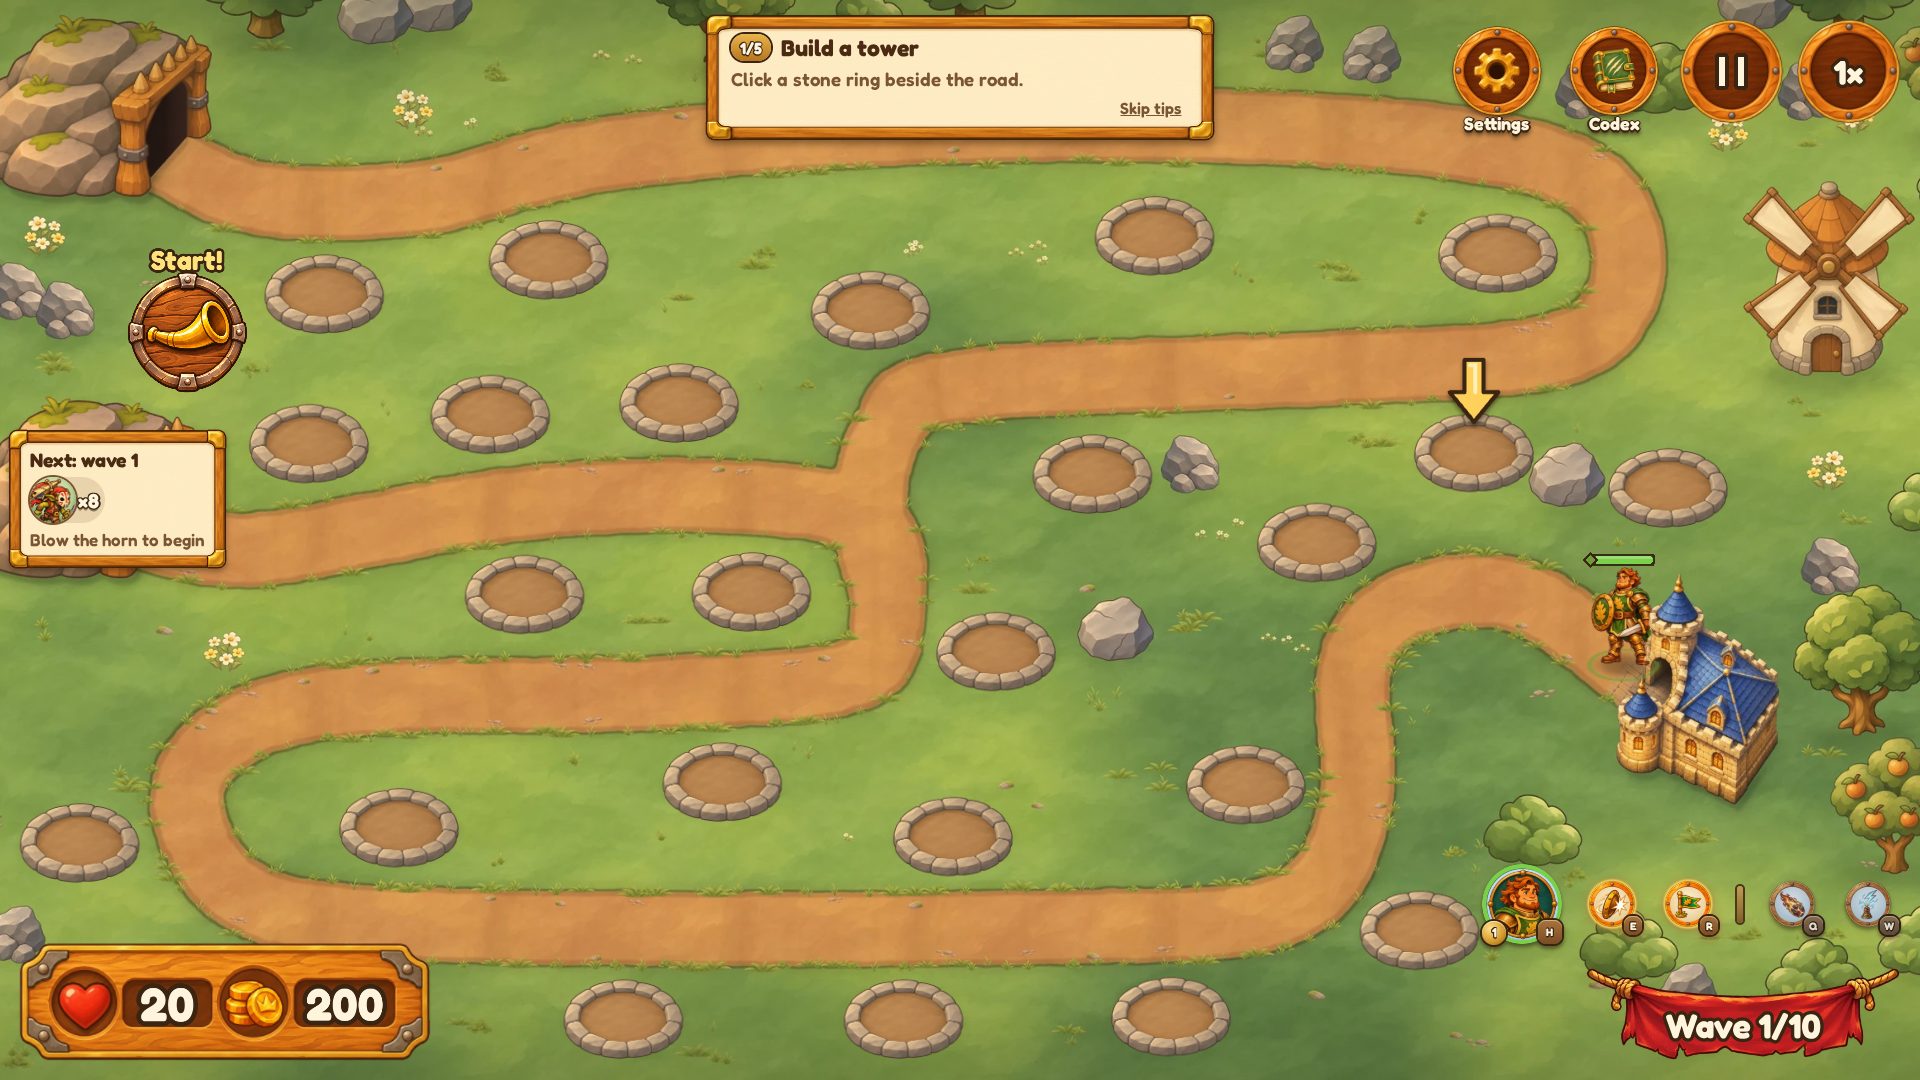 1/5 Build a tower
Click a stone ring beside the road.
Skip tips
Settings
Codex
1x
Start!
Next: wave 1
x8
Blow the horn to begin
1
H
E
R
Q
W
20
200
Wave 1/10